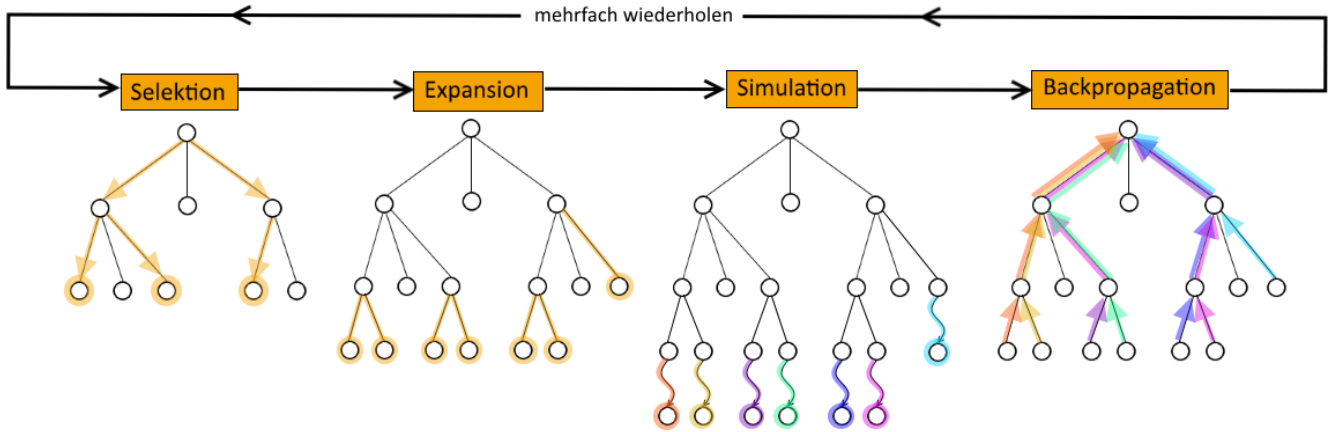 mehrfach wiederholen
Selektion
Expansion
Simulation
Backpropagation